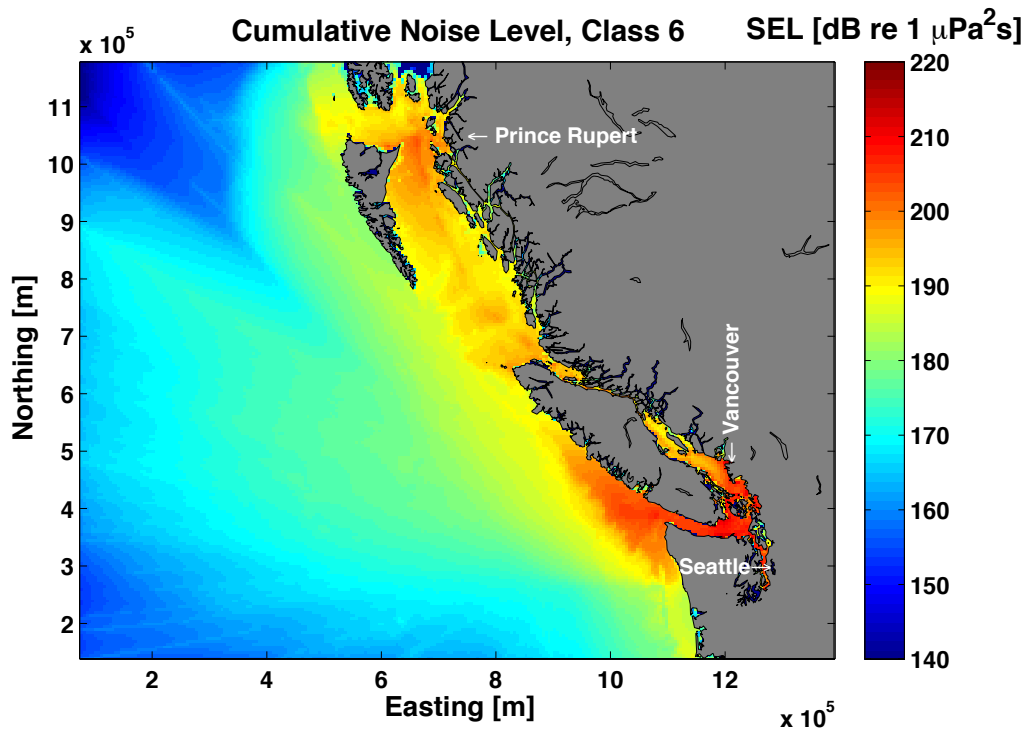 Cumulative Noise Level, Class 6
SEL [dB re 1 μPa²s]
x 10⁵
11
10
9
8
7
6
5
4
3
2
Northing [m]
← Prince Rupert
Vancouver
←
Seattle →
2
4
6
8
10
12
Easting [m]
x 10⁵
220
210
200
190
180
170
160
150
140